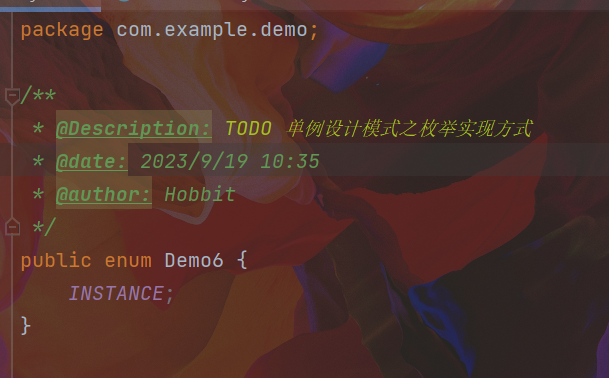 package com.example.demo;
/**
* @Description: TODO 单例设计模式之枚举实现方式
* @date: 2023/9/19 10:35
* @author: Hobbit
*/
public enum Demo6 {
INSTANCE;
}